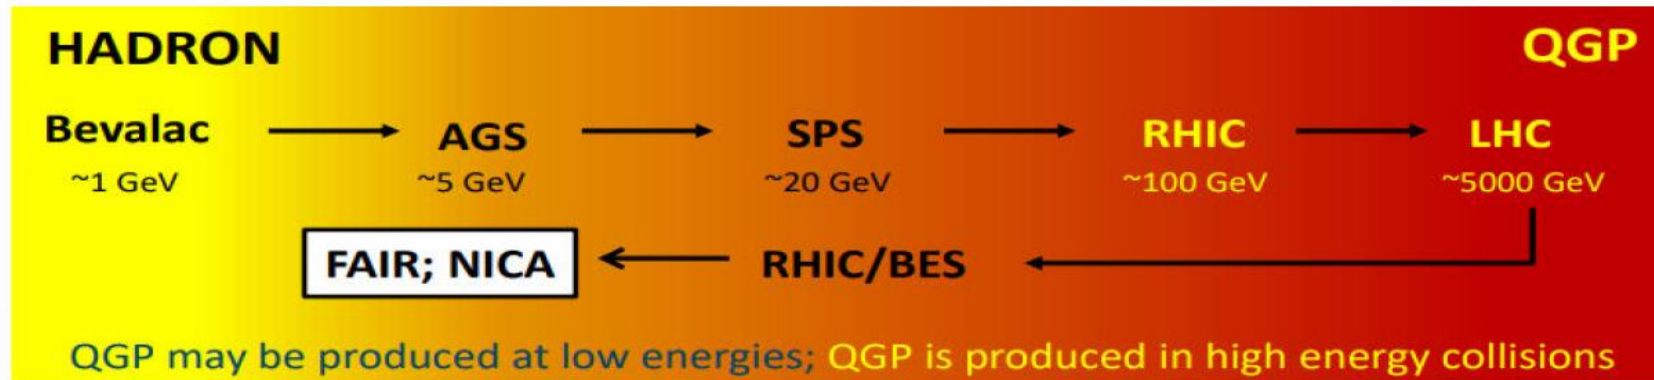 HADRON QGP
Bevalac AGS SPS RHIC LHC
~1 GeV ~5 GeV ~20 GeV ~100 GeV ~5000 GeV
FAIR; NICA RHIC/BES
QGP may be produced at low energies; QGP is produced in high energy collisions